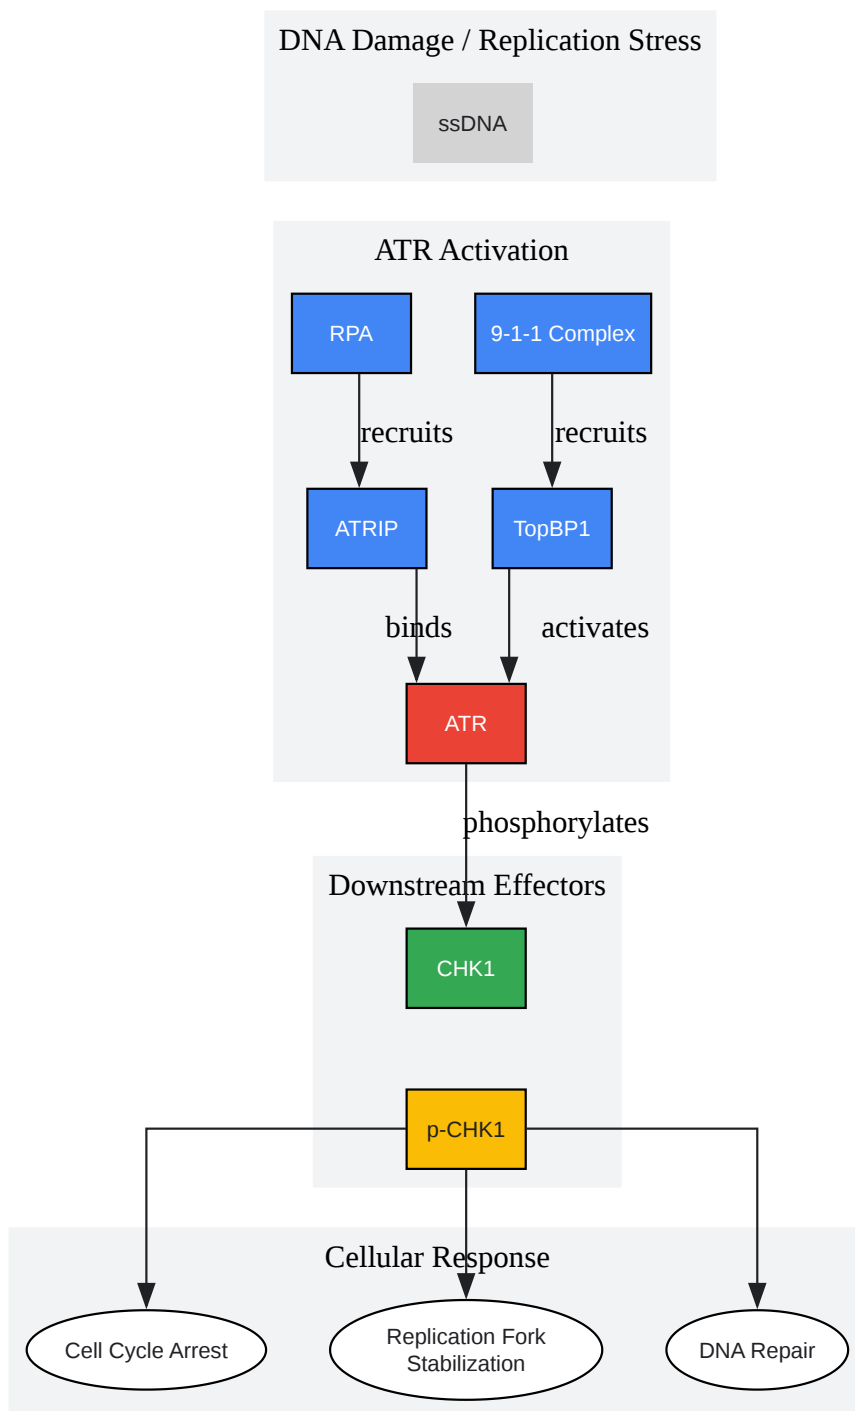 DNA Damage / Replication Stress
ssDNA
ATR Activation
RPA
9-1-1 Complex
recruits
recruits
ATRIP
TopBP1
binds
activates
ATR
phosphorylates
Downstream Effectors
CHK1
p-CHK1
Cellular Response
Cell Cycle Arrest
Replication Fork
Stabilization
DNA Repair